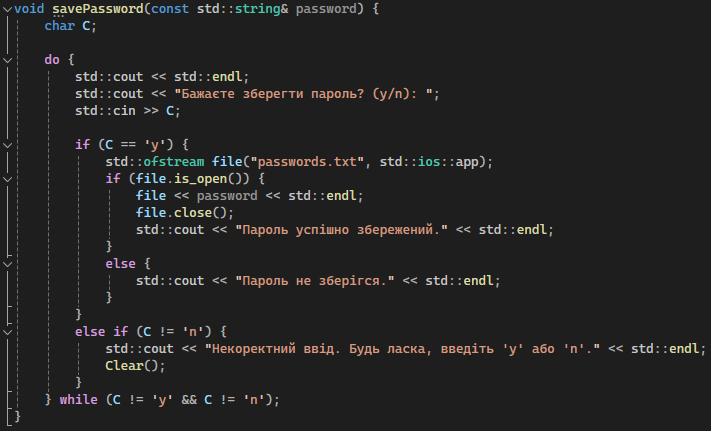 void savePassword(const std::string& password) {
    char C;

    do {
        std::cout << std::endl;
        std::cout << "Бажаєте зберегти пароль? (y/n): ";
        std::cin >> C;

        if (C == 'y') {
            std::ofstream file("passwords.txt", std::ios::app);
            if (file.is_open()) {
                file << password << std::endl;
                file.close();
                std::cout << "Пароль успішно збережений." << std::endl;
            }
            else {
                std::cout << "Пароль не зберігся." << std::endl;
            }
        }
        else if (C != 'n') {
            std::cout << "Некоректний ввід. Будь ласка, введіть 'y' або 'n'." << std::endl;
            Clear();
        }
    } while (C != 'y' && C != 'n');
}